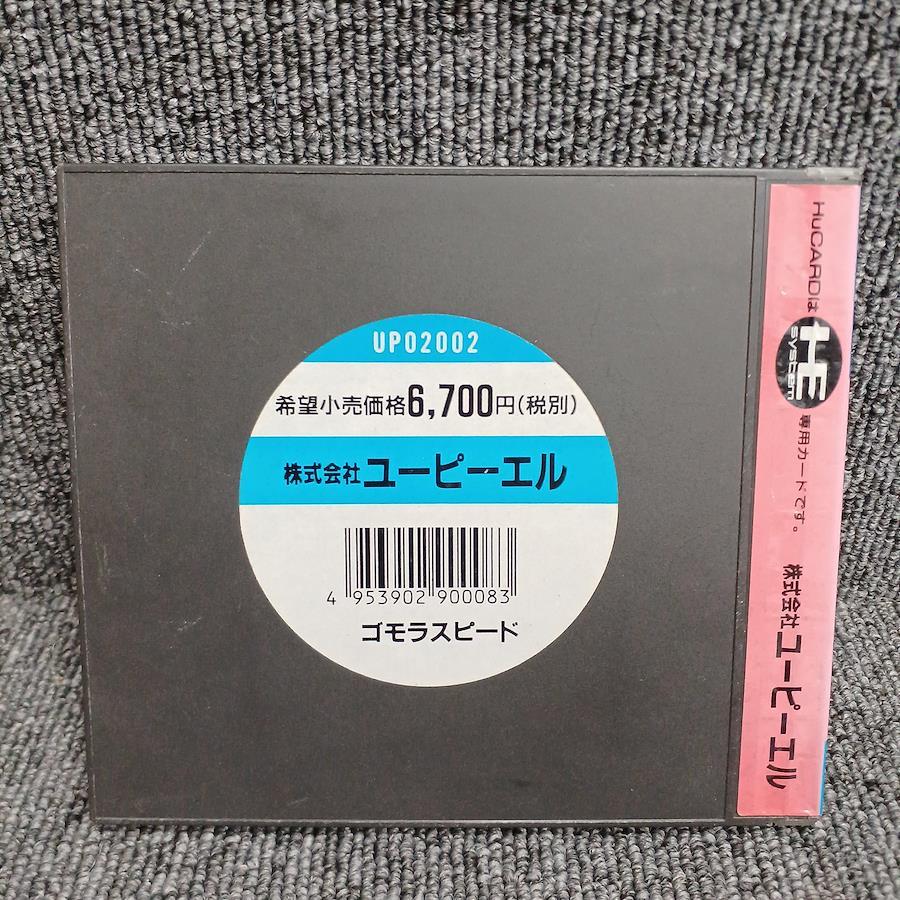 UP02002
希望小売価格6,700円(税別)
株式会社ユーピーエル
4 953902 900083
ゴモラスピード
HuCARDは HE system 専用カードです。 株式会社ユーピーエル